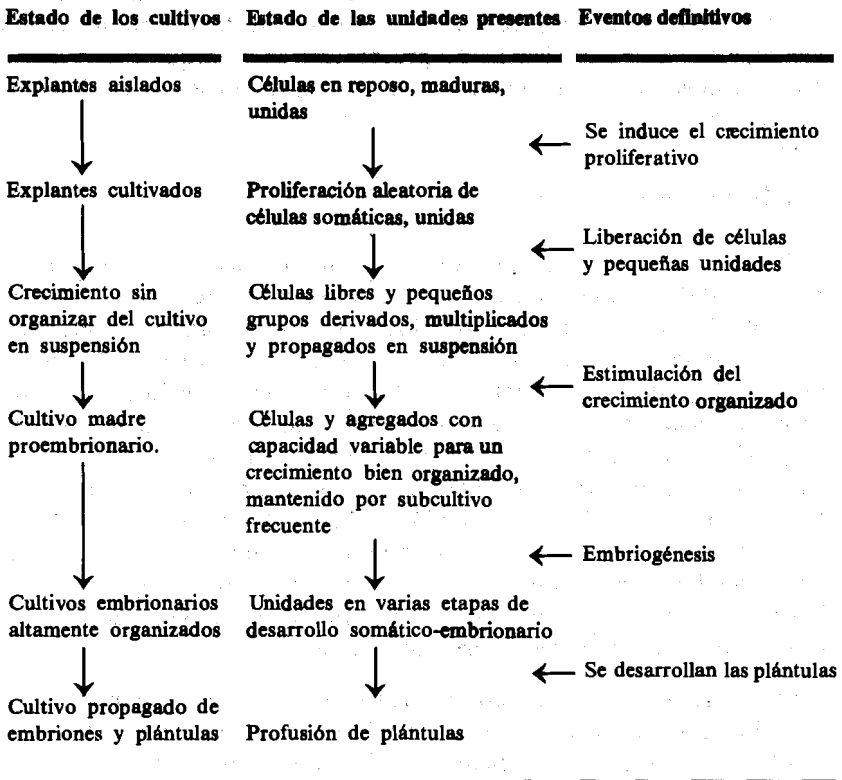 Estado de los cultivos
Estado de las unidades presentes
Eventos definitivos
Explantes aislados
Células en reposo, maduras,
unidas
Se induce el crecimiento
proliferativo
Explantes cultivados
Proliferación aleatoria de
células somáticas, unidas
Liberación de células
y pequeñas unidades
Crecimiento sin
organizar del cultivo
en suspensión
Células libres y pequeños
grupos derivados, multiplicados
y propagados en suspensión
Estimulación del
crecimiento organizado
Cultivo madre
proembrionario.
Células y agregados con
capacidad variable para un
crecimiento bien organizado,
mantenido por subcultivo
frecuente
Embriogénesis
Cultivos embrionarios
altamente organizados
Unidades en varias etapas de
desarrollo somático-embrionario
Se desarrollan las plántulas
Cultivo propagado de
embriones y plántulas
Profusión de plántulas